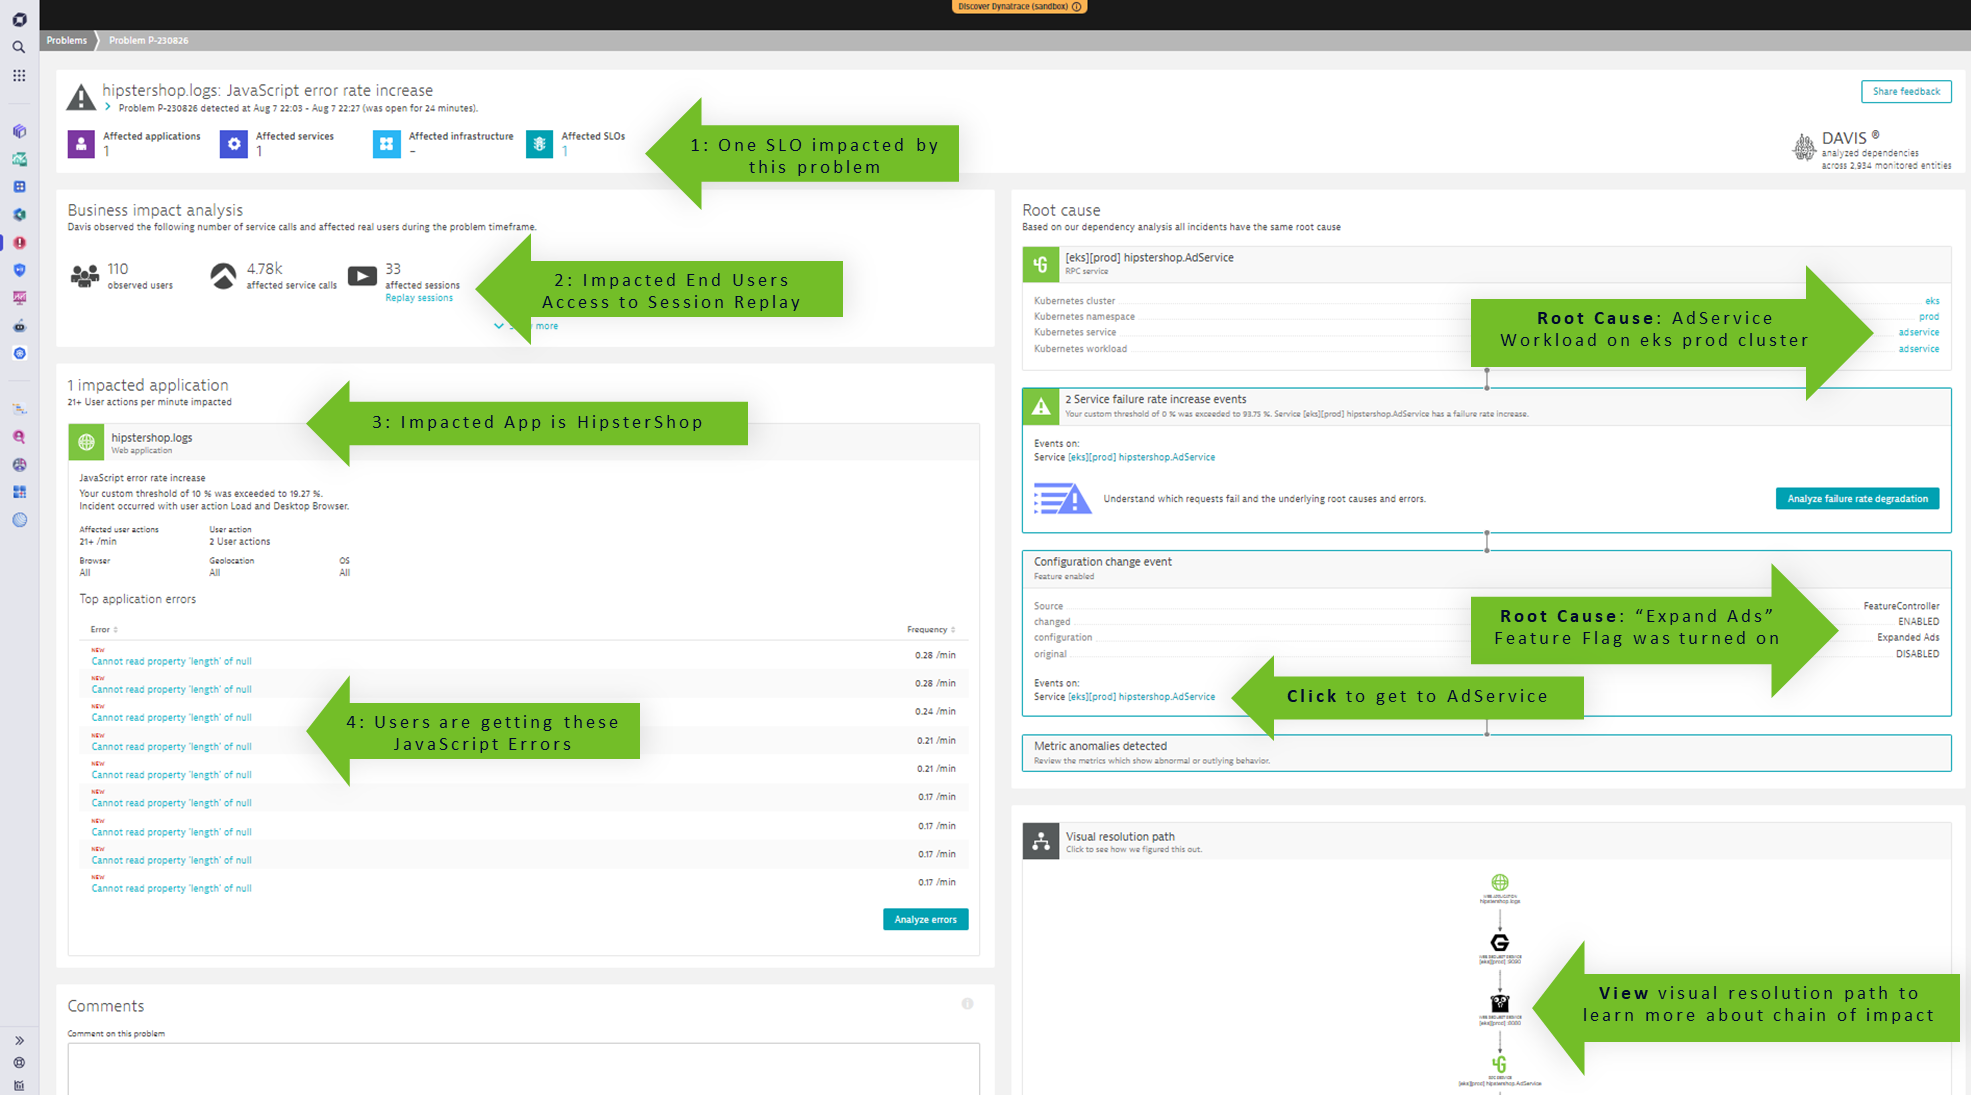 Discover Dynatrace (sandbox)
Problems
Problem P-230826
hipstershop.logs: JavaScript error rate increase
Problem P-230826 detected at Aug 7 22:03 - Aug 7 22:27 (was open for 24 minutes).
Share feedback
Affected applications
1
Affected services
1
Affected infrastructure
-
Affected SLOs
1
1: One SLO impacted by
this problem
DAVIS ®
analyzed dependencies
across 2,934 monitored entities
Business impact analysis
Davis observed the following number of service calls and affected real users during the problem timeframe.
110
observed users
4.78k
affected service calls
33
affected sessions
Replay sessions
2: Impacted End Users
Access to Session Replay
more
1 impacted application
21+ User actions per minute impacted
3: Impacted App is HipsterShop
hipstershop.logs
Web application
JavaScript error rate increase
Your custom threshold of 10 % was exceeded to 19.27 %.
Incident occurred with user action Load and Desktop Browser.
Affected user actions
21+ /min
User action
2 User actions
Browser
All
Geolocation
All
OS
All
Top application errors
Error
Frequency
NEW
Cannot read property 'length' of null
0.28 /min
NEW
Cannot read property 'length' of null
0.28 /min
NEW
Cannot read property 'length' of null
0.24 /min
NEW
Cannot read property 'length' of null
0.21 /min
NEW
Cannot read property 'length' of null
0.21 /min
NEW
Cannot read property 'length' of null
0.17 /min
NEW
Cannot read property 'length' of null
0.17 /min
NEW
Cannot read property 'length' of null
0.17 /min
NEW
Cannot read property 'length' of null
0.17 /min
4: Users are getting these
JavaScript Errors
Analyze errors
Comments
Comment on this problem
Root cause
Based on our dependency analysis all incidents have the same root cause
[eks][prod] hipstershop.AdService
RPC service
Kubernetes cluster
eks
Kubernetes namespace
prod
Kubernetes service
adservice
Kubernetes workload
adservice
Root Cause: AdService
Workload on eks prod cluster
2 Service failure rate increase events
Your custom threshold of 0 % was exceeded to 93.75 %. Service [eks][prod] hipstershop.AdService has a failure rate increase.
Events on:
Service [eks][prod] hipstershop.AdService
Understand which requests fail and the underlying root causes and errors.
Analyze failure rate degradation
Configuration change event
Feature enabled
Source
FeatureController
changed
ENABLED
configuration
Expanded Ads
original
DISABLED
Root Cause: “Expand Ads”
Feature Flag was turned on
Events on:
Service [eks][prod] hipstershop.AdService
Click to get to AdService
Metric anomalies detected
Review the metrics which show abnormal or outlying behavior.
Visual resolution path
Click to see how we figured this out.
WEB APPLICATION
hipstershop.logs
WEB REQUEST SERVICE
[eks][prod] :8080
WEB REQUEST SERVICE
[eks][prod] :8080
RPC SERVICE
[eks][prod] hipstershop.AdService
View visual resolution path to
learn more about chain of impact